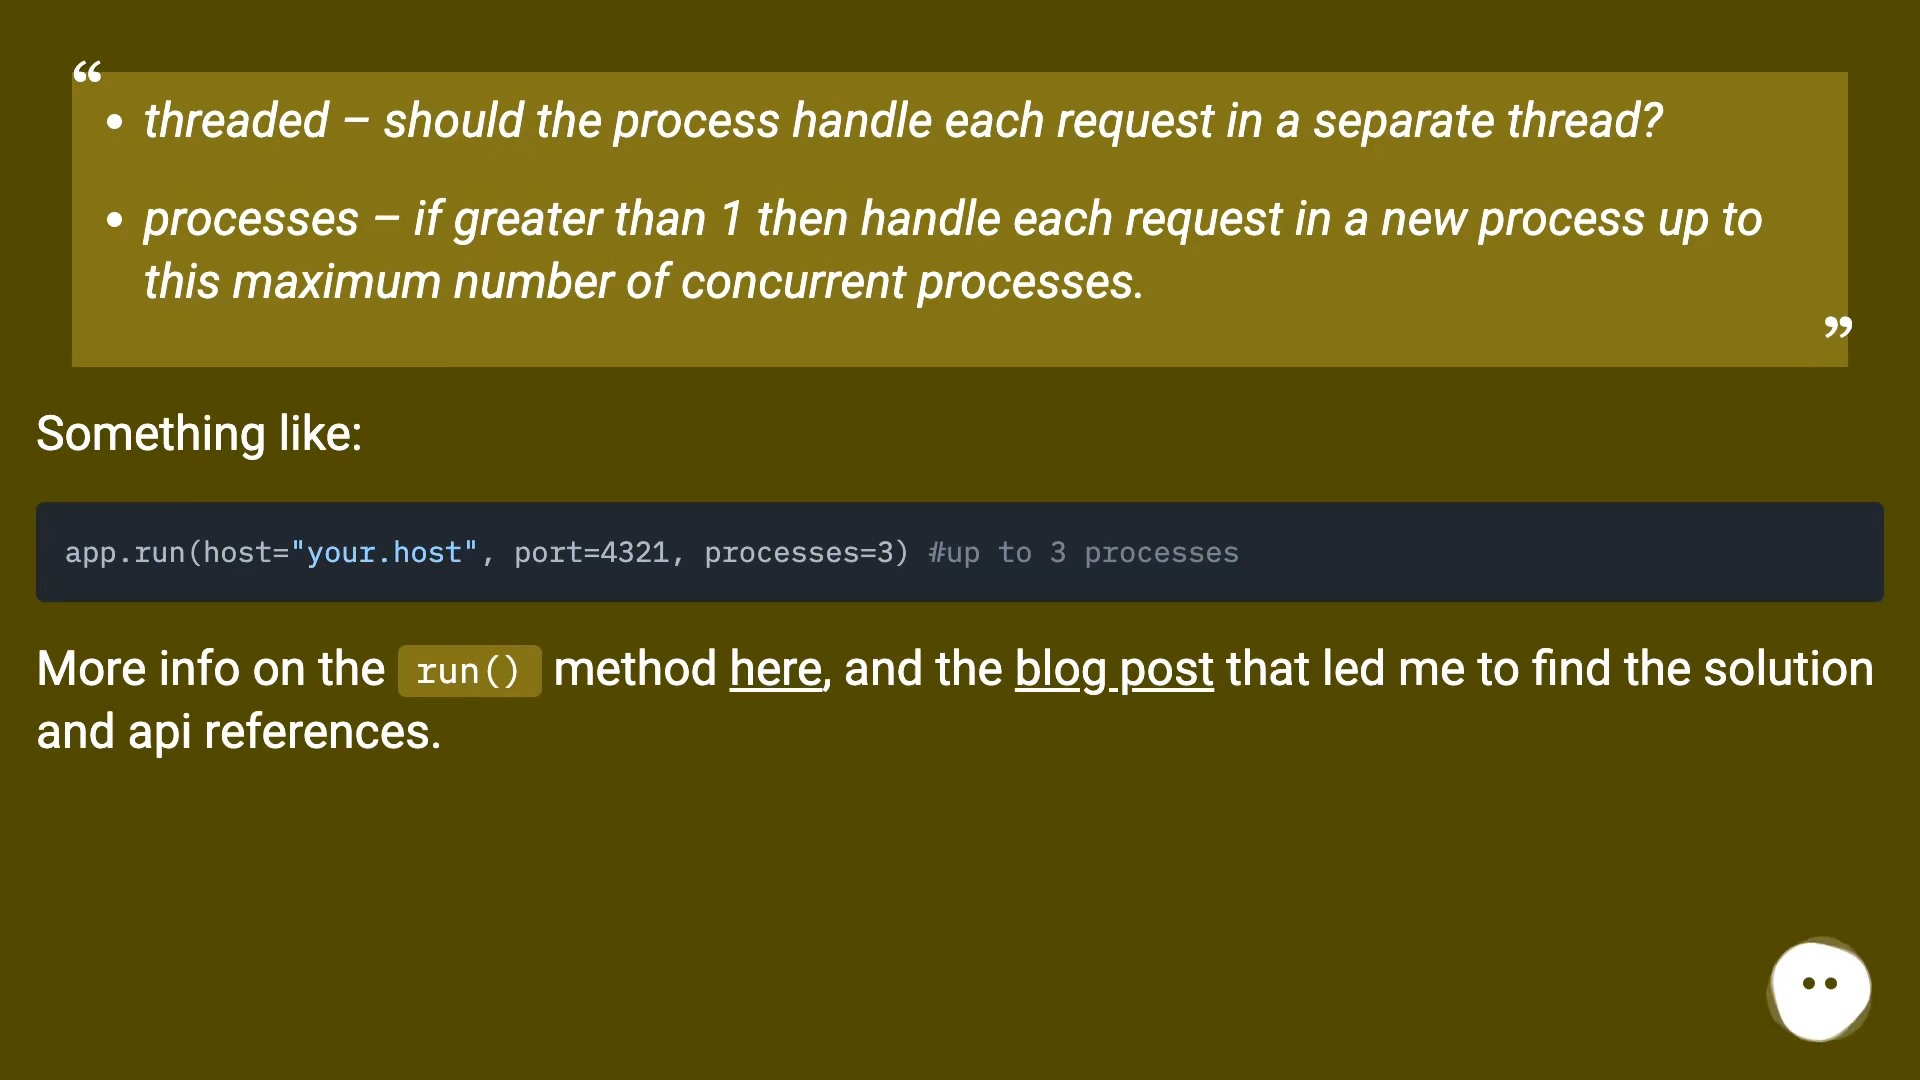 “
• threaded – should the process handle each request in a separate thread?
• processes – if greater than 1 then handle each request in a new process up to
this maximum number of concurrent processes.
”
Something like:
app.run(host="your.host", port=4321, processes=3) #up to 3 processes
More info on the run() method here, and the blog post that led me to find the solution
and api references.